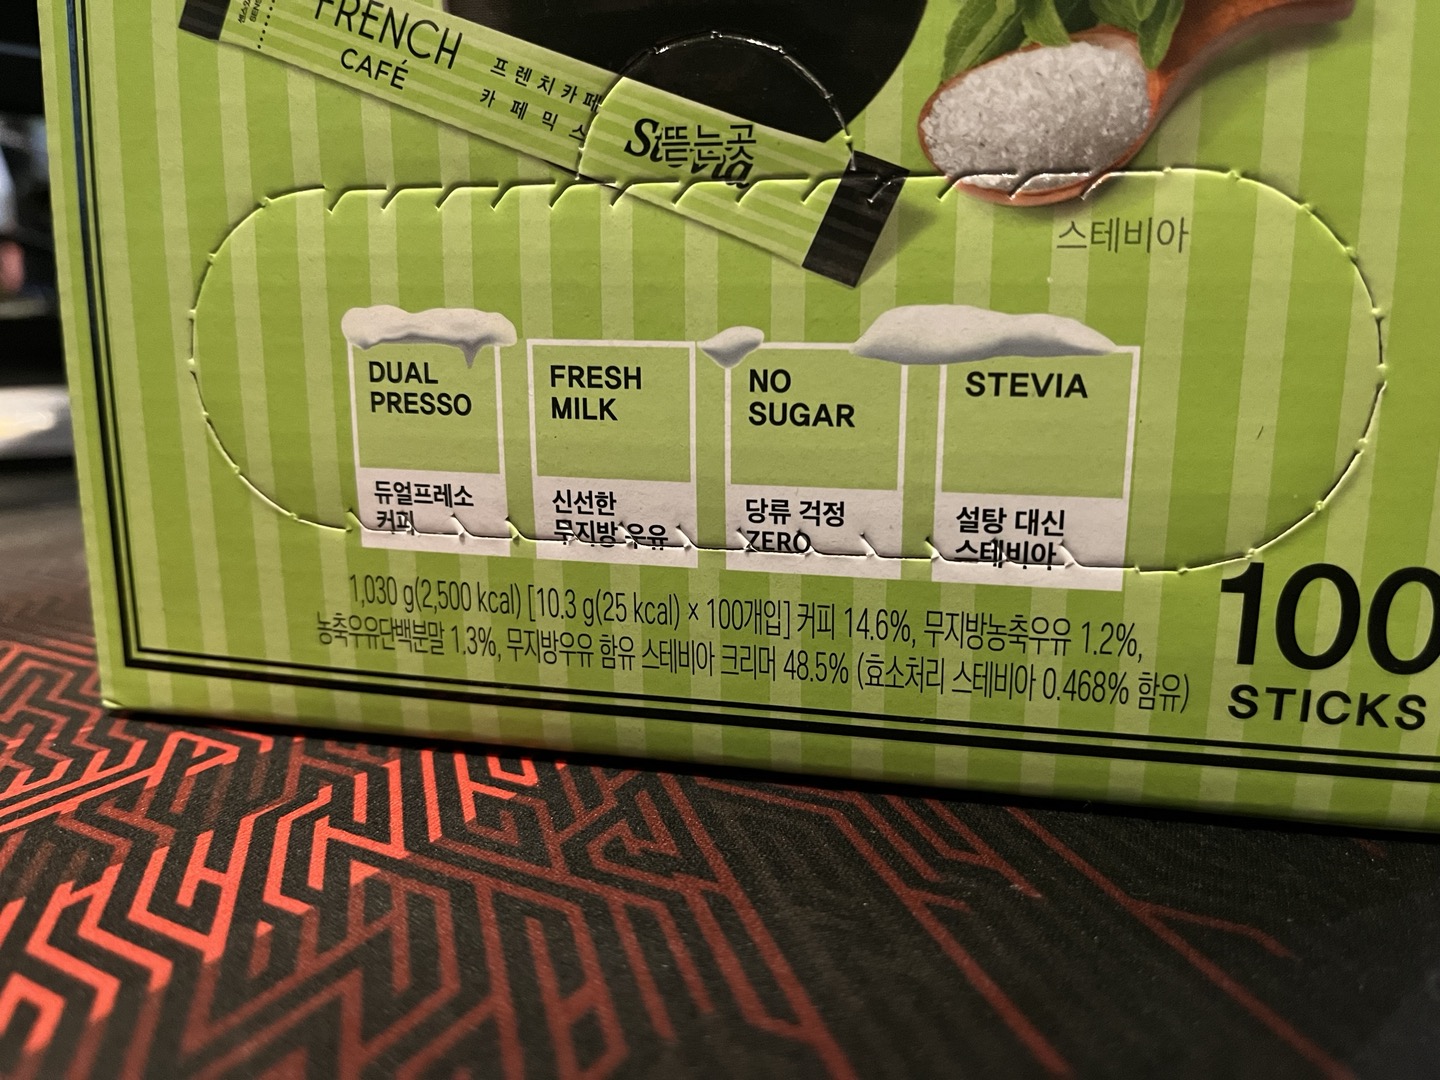 FRENCH
CAFÉ
프렌치카페
카페믹스
Stevia
뜯는곳
스테비아
DUAL
PRESSO
듀얼프레소
커피
FRESH
MILK
신선한
무지방 우유
NO
SUGAR
당류 걱정
ZERO
STEVIA
설탕 대신
스테비아
1,030 g(2,500 kcal) [10.3 g(25 kcal) × 100개입] 커피 14.6%, 무지방농축우유 1.2%,
농축우유단백분말 1.3%, 무지방우유 함유 스테비아 크리머 48.5% (효소처리 스테비아 0.468% 함유)
100
STICKS